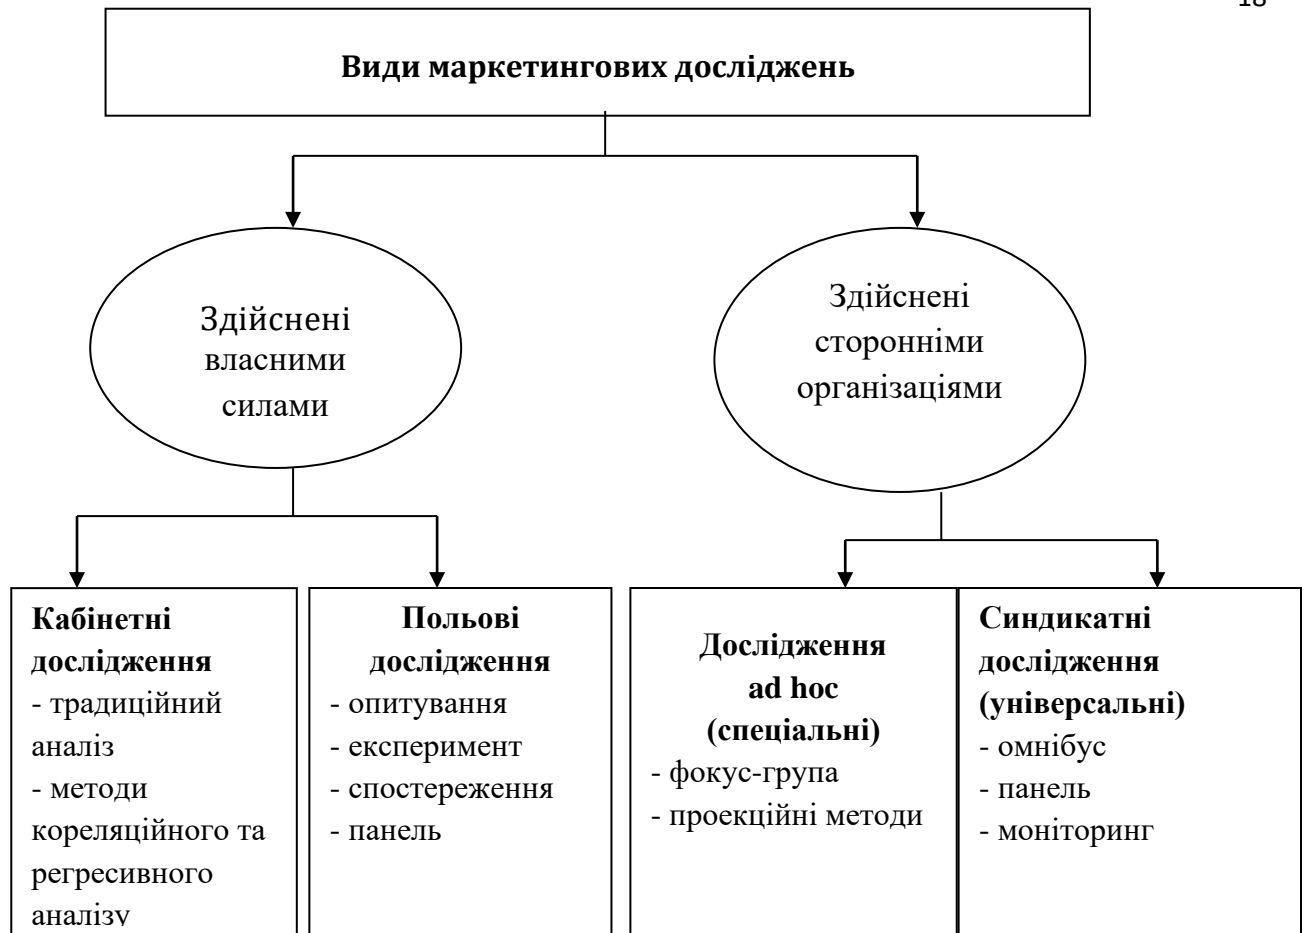 18
Види маркетингових досліджень
Здійснені
власними
силами
Здійснені
сторонніми
організаціями
Кабінетні
дослідження
- традиційний
аналіз
- методи
кореляційного та
регресивного
аналізу
Польові
дослідження
- опитування
- експеримент
- спостереження
- панель
Дослідження
ad hoc
(спеціальні)
- фокус-група
- проекційні методи
Синдикатні
дослідження
(універсальні)
- омнібус
- панель
- моніторинг